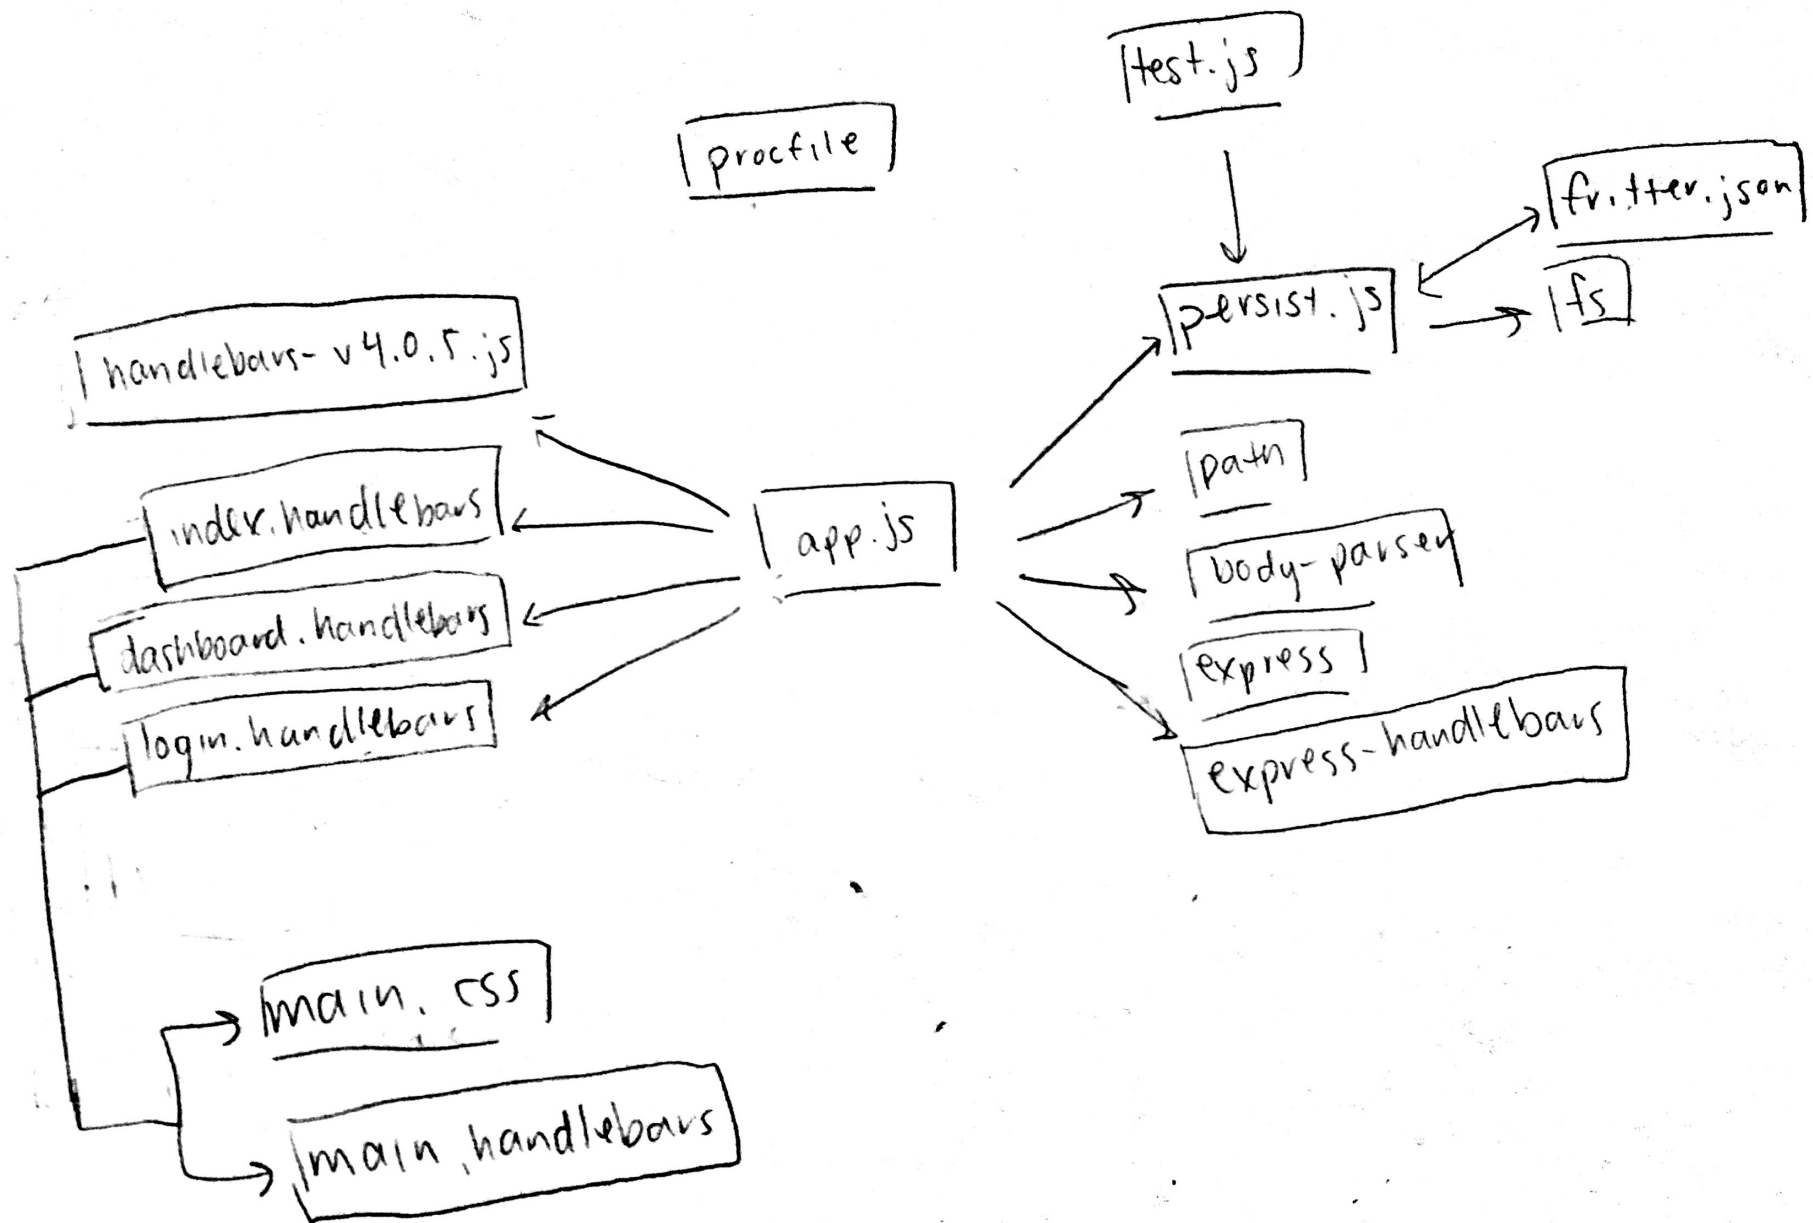 test.js
procfile
fritter.json
persist.js
fs
handlebars-v4.0.5.js
path
index.handlebars
app.js
body-parser
dashboard.handlebars
express
login.handlebars
express-handlebars
main.css
main.handlebars